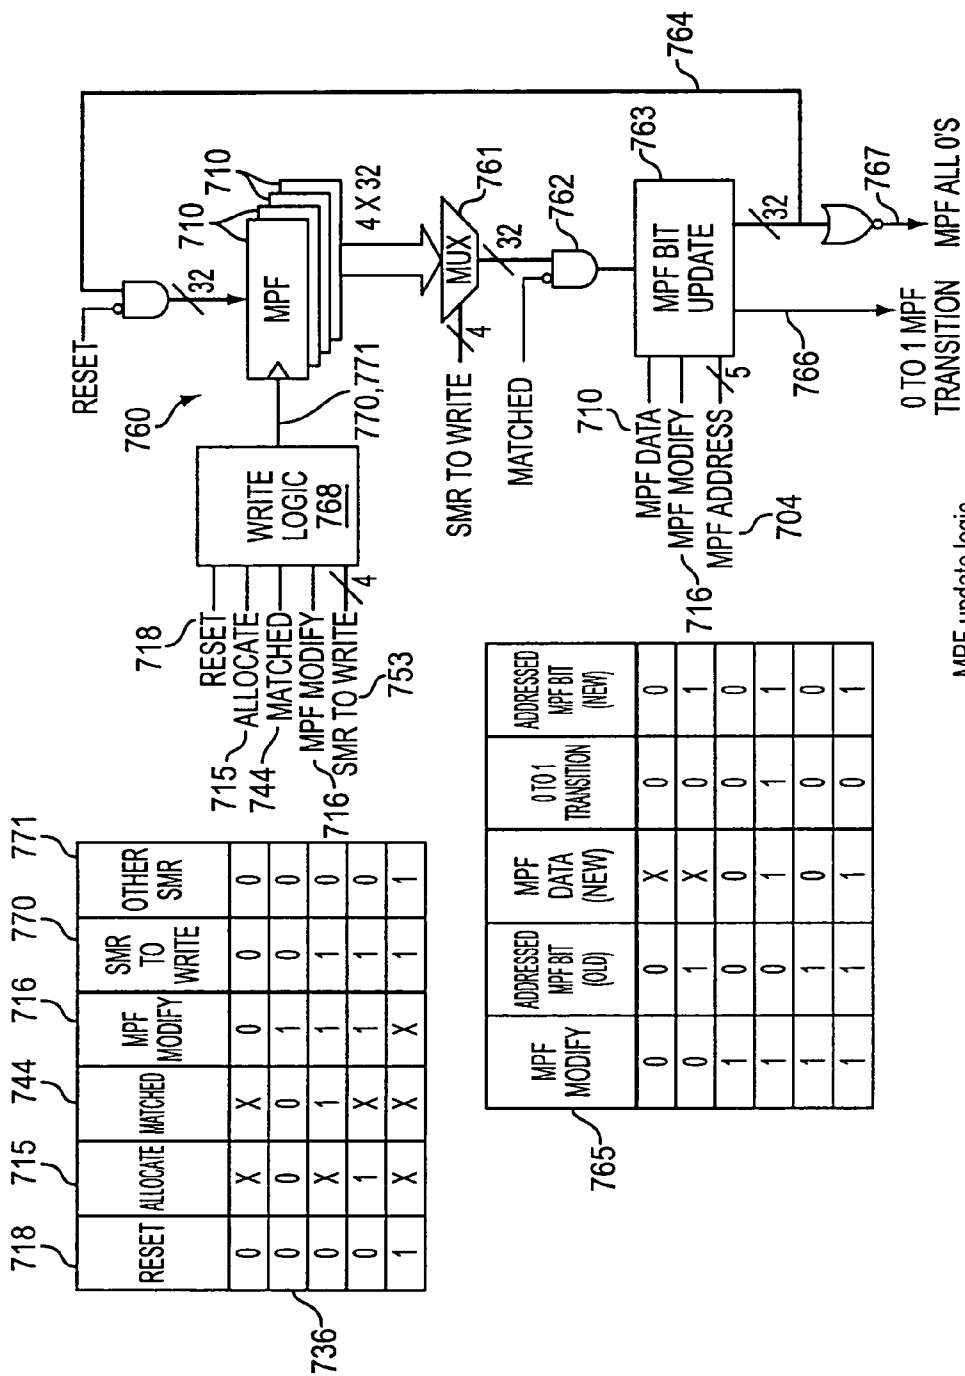 760
RESET
32
710
710
MPF
4 X 32
770,771
WRITE
LOGIC
768
718
RESET
715
ALLOCATE
744
MATCHED
MPF MODIFY
716
SMR TO WRITE
4
753
SMR TO WRITE
4
MUX
761
32
MATCHED
762
764
MPF BIT
UPDATE
763
710
MPF DATA
716
MPF MODIFY
MPF ADDRESS
5
704
32
766
767
0 TO 1 MPF
TRANSITION
MPF ALL 0'S
718 715 744 716 770 771
RESET ALLOCATE MATCHED MPF MODIFY SMR TO WRITE OTHER SMR
0 X X 0 0 0
0 0 0 1 0 0
0 X 1 1 1 0
0 1 X 1 1 0
1 X X X 1 1
736
765
MPF MODIFY ADDRESSED MPF BIT (OLD) MPF DATA (NEW) 0 TO 1 TRANSITION ADDRESSED MPF BIT (NEW)
0 0 X 0 0
0 1 X 0 1
1 0 0 0 0
1 0 1 1 1
1 1 0 0 0
1 1 1 0 1